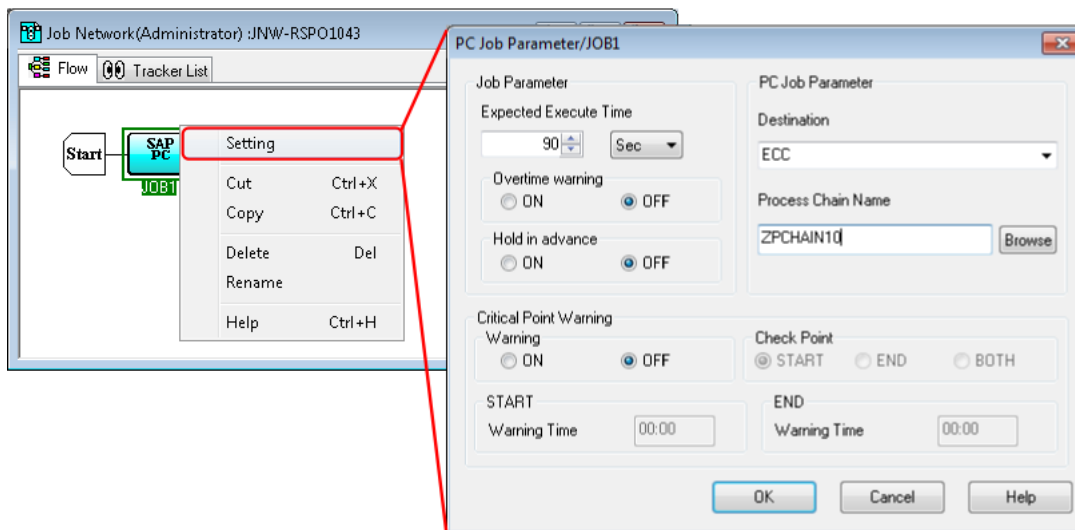 Job Network(Administrator) :JNW-RSPO1043
Flow
Tracker List
Start
SAP
PC
JOB1
Setting
Cut Ctrl+X
Copy Ctrl+C
Delete Del
Rename
Help Ctrl+H
PC Job Parameter/JOB1
Job Parameter
Expected Execute Time
90 Sec
Overtime warning
ON OFF
Hold in advance
ON OFF
PC Job Parameter
Destination
ECC
Process Chain Name
ZPCHAIN10 Browse
Critical Point Warning
Warning
ON OFF
Check Point
START END BOTH
START
Warning Time 00:00
END
Warning Time 00:00
OK Cancel Help